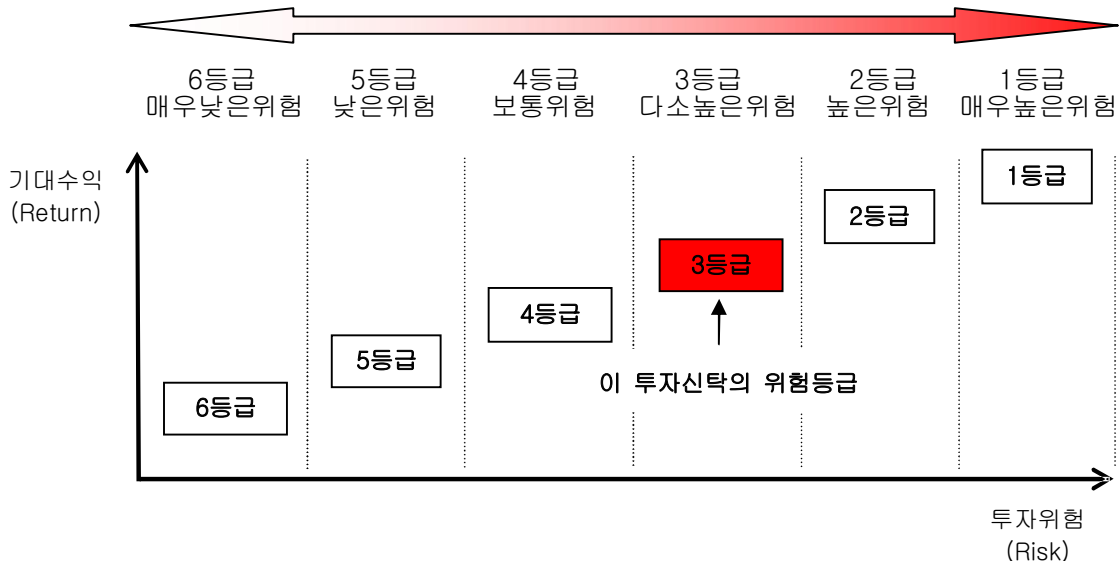 6등급 5등급 4등급 3등급 2등급 1등급
매우낮은위험 낮은위험 보통위험 다소높은위험 높은위험 매우높은위험
기대수익
(Return)
1등급
2등급
3등급
4등급
5등급
이 투자신탁의 위험등급
6등급
투자위험
(Risk)